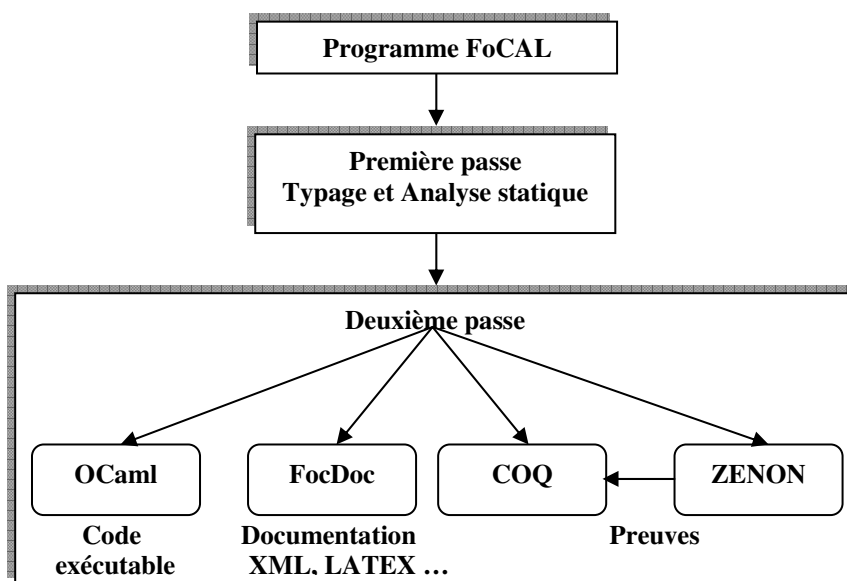 Programme FoCAL
Première passe
Typage et Analyse statique
Deuxième passe
OCaml
FocDoc
COQ
ZENON
Code
exécutable
Documentation
XML, LATEX …
Preuves